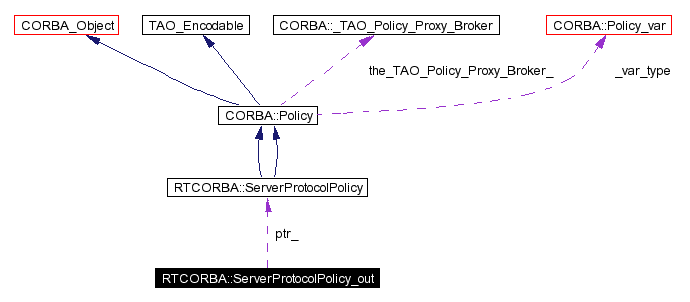 CORBA_Object
TAO_Encodable
CORBA::_TAO_Policy_Proxy_Broker
CORBA::Policy_var
the_TAO_Policy_Proxy_Broker_
_var_type
CORBA::Policy
RTCORBA::ServerProtocolPolicy
ptr_
RTCORBA::ServerProtocolPolicy_out